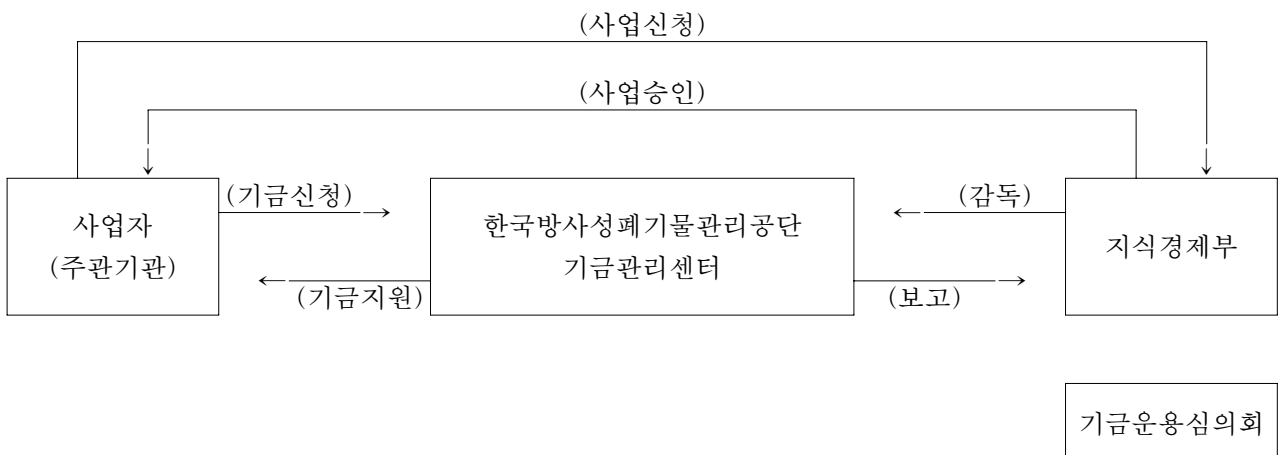 (사업신청)
(사업승인)
(기금신청)
(감독)
사업자
(주관기관)
한국방사성폐기물관리공단
기금관리센터
지식경제부
(기금지원)
(보고)
기금운용심의회